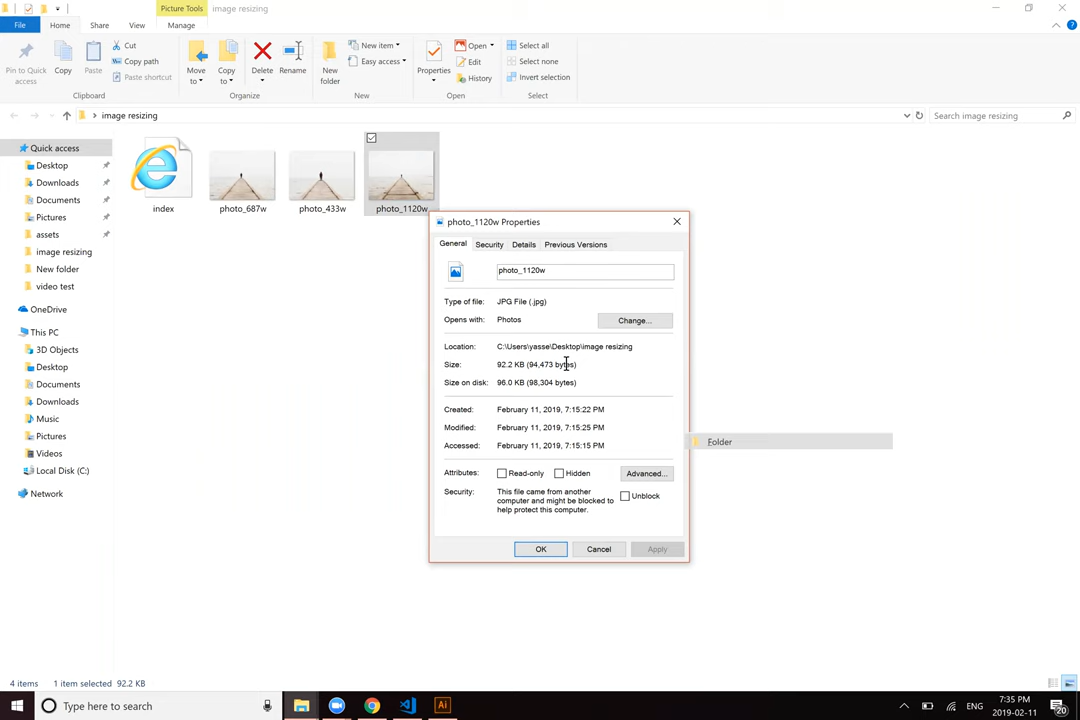 Picture Tools
image resizing
File
Home
Share
View
Manage
Pin to Quick access
Copy
Paste
Cut
Copy path
Paste shortcut
Clipboard
Move to
Copy to
Delete
Rename
Organize
New folder
New item
Easy access
New
Properties
Open
Edit
History
Open
Select all
Select none
Invert selection
Select
image resizing
Search image resizing
Quick access
Desktop
Downloads
Documents
Pictures
assets
image resizing
New folder
video test
OneDrive
This PC
3D Objects
Desktop
Documents
Downloads
Music
Pictures
Videos
Local Disk (C:)
Network
index
photo_687w
photo_433w
photo_1120w
photo_1120w Properties
General
Security
Details
Previous Versions
photo_1120w
Type of file: JPG File (.jpg)
Opens with: Photos
Change...
Location: C:\Users\yasse\Desktop\image resizing
Size: 92.2 KB (94,473 bytes)
Size on disk: 96.0 KB (98,304 bytes)
Created: February 11, 2019, 7:15:22 PM
Modified: February 11, 2019, 7:15:25 PM
Accessed: February 11, 2019, 7:15:15 PM
Attributes: Read-only Hidden Advanced...
Security: This file came from another
computer and might be blocked to
help protect this computer.
Unblock
OK
Cancel
Apply
Folder
4 items
1 item selected 92.2 KB
Type here to search
Ai
ENG
7:35 PM
2019-02-11
20